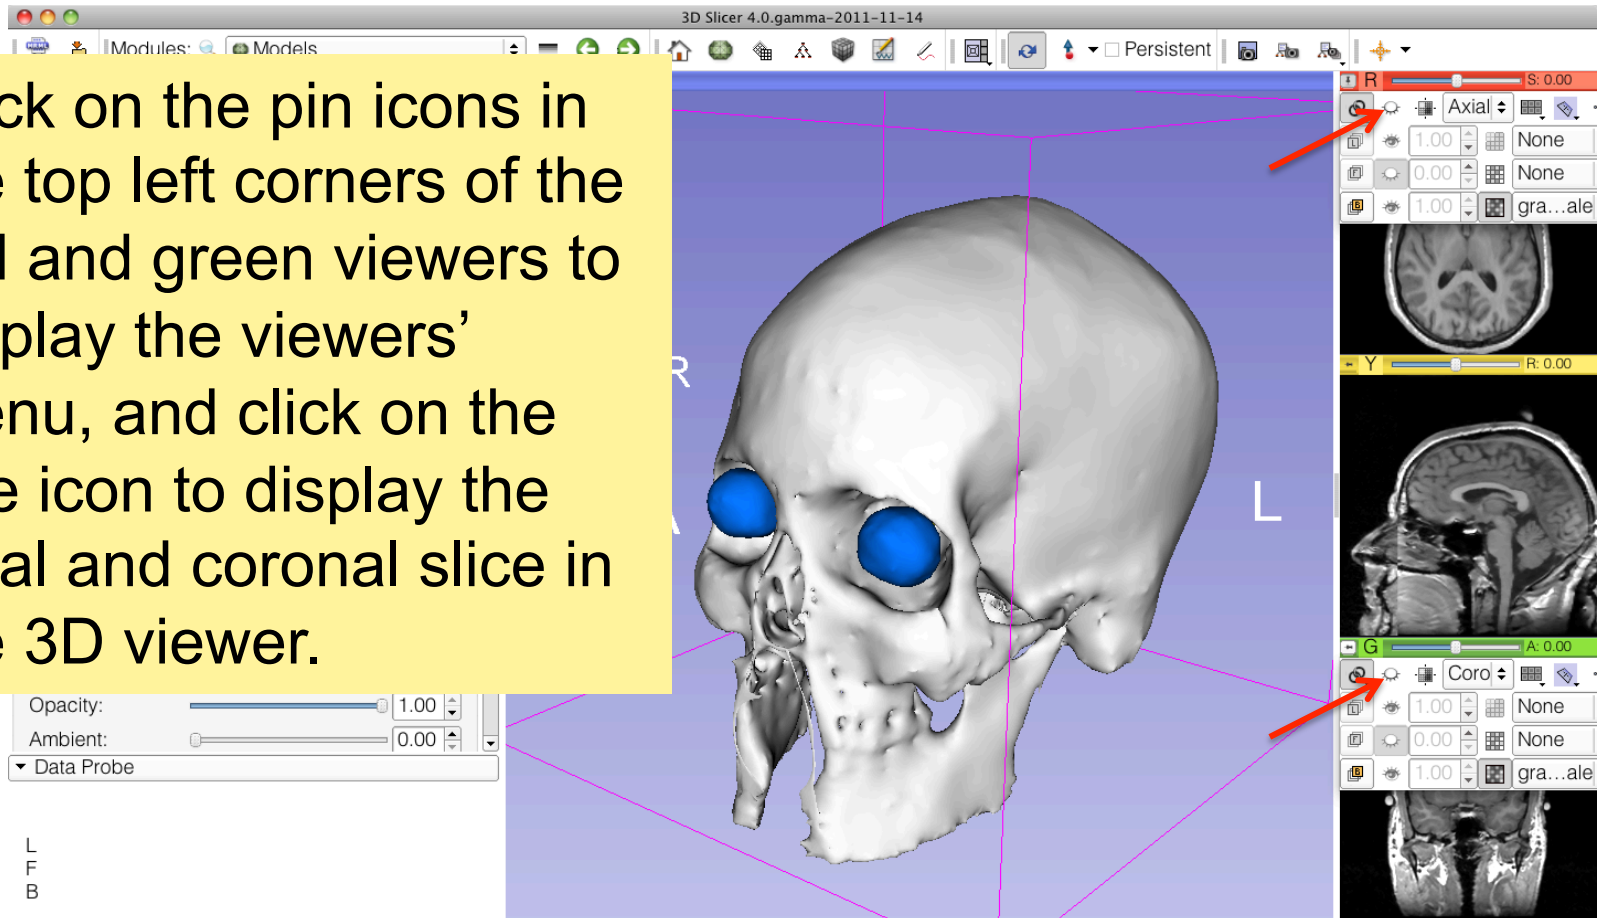 3D Slicer 4.0.gamma-2011-11-14
Modules: Models
Persistent
ck on the pin icons in
e top left corners of the
l and green viewers to
play the viewers’
enu, and click on the
e icon to display the
al and coronal slice in
e 3D viewer.
Opacity: 1.00
Ambient: 0.00
Data Probe
L
F
B
R
A
L
R S: 0.00
Axial
1.00 None
0.00 None
B 1.00 gra...ale
Y R: 0.00
G A: 0.00
Coro
L 1.00 None
F 0.00 None
B 1.00 gra...ale